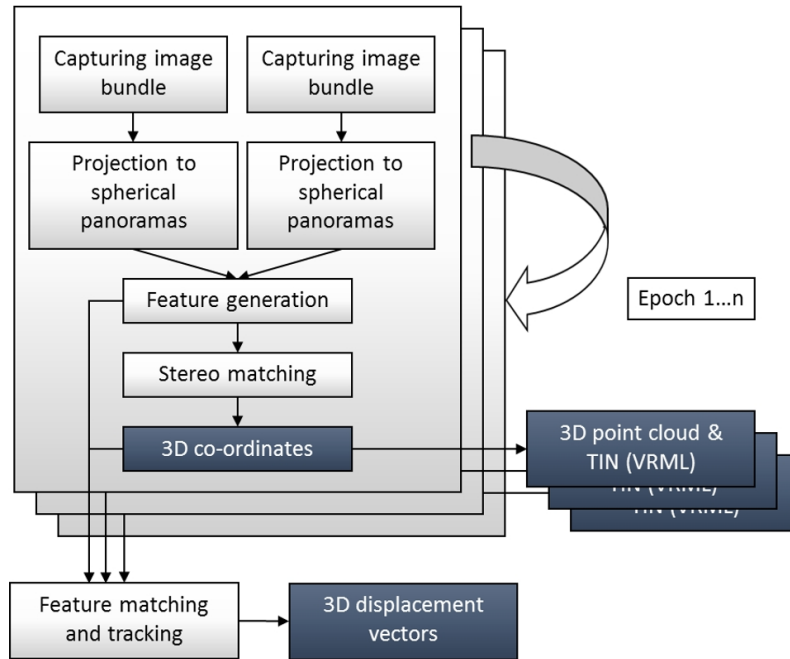 Capturing image
bundle
Capturing image
bundle
Projection to
spherical
panoramas
Projection to
spherical
panoramas
Feature generation
Epoch 1...n
Stereo matching
3D co-ordinates
3D point cloud &
TIN (VRML)
TIN (VRML)
TIN (VRML)
Feature matching
and tracking
3D displacement
vectors